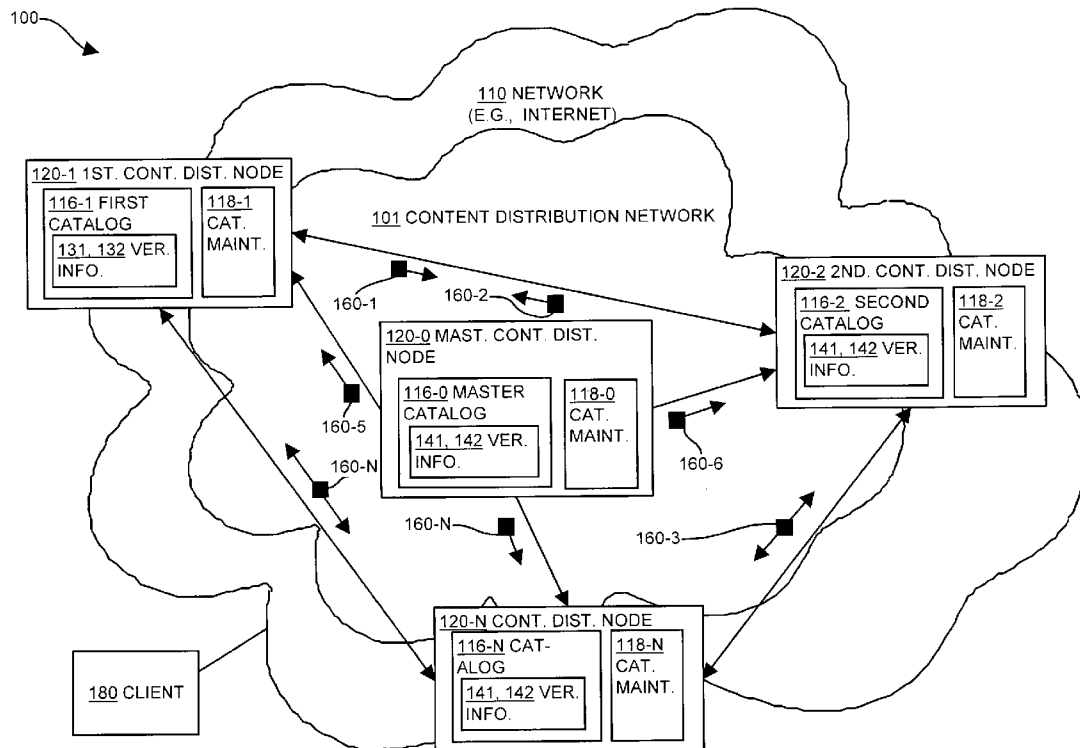 100
110 NETWORK
(E.G., INTERNET)
120-1 1ST. CONT. DIST. NODE
116-1 FIRST
CATALOG
131, 132 VER.
INFO.
118-1
CAT.
MAINT.
101 CONTENT DISTRIBUTION NETWORK
120-2 2ND. CONT. DIST. NODE
116-2 SECOND
CATALOG
141, 142 VER.
INFO.
118-2
CAT.
MAINT.
160-1
160-2
120-0 MAST. CONT. DIST.
NODE
116-0 MASTER
CATALOG
141, 142 VER.
INFO.
118-0
CAT.
MAINT.
160-5
160-6
160-N
160-N
160-3
120-N CONT. DIST. NODE
116-N CAT-
ALOG
141, 142 VER.
INFO.
118-N
CAT.
MAINT.
180 CLIENT